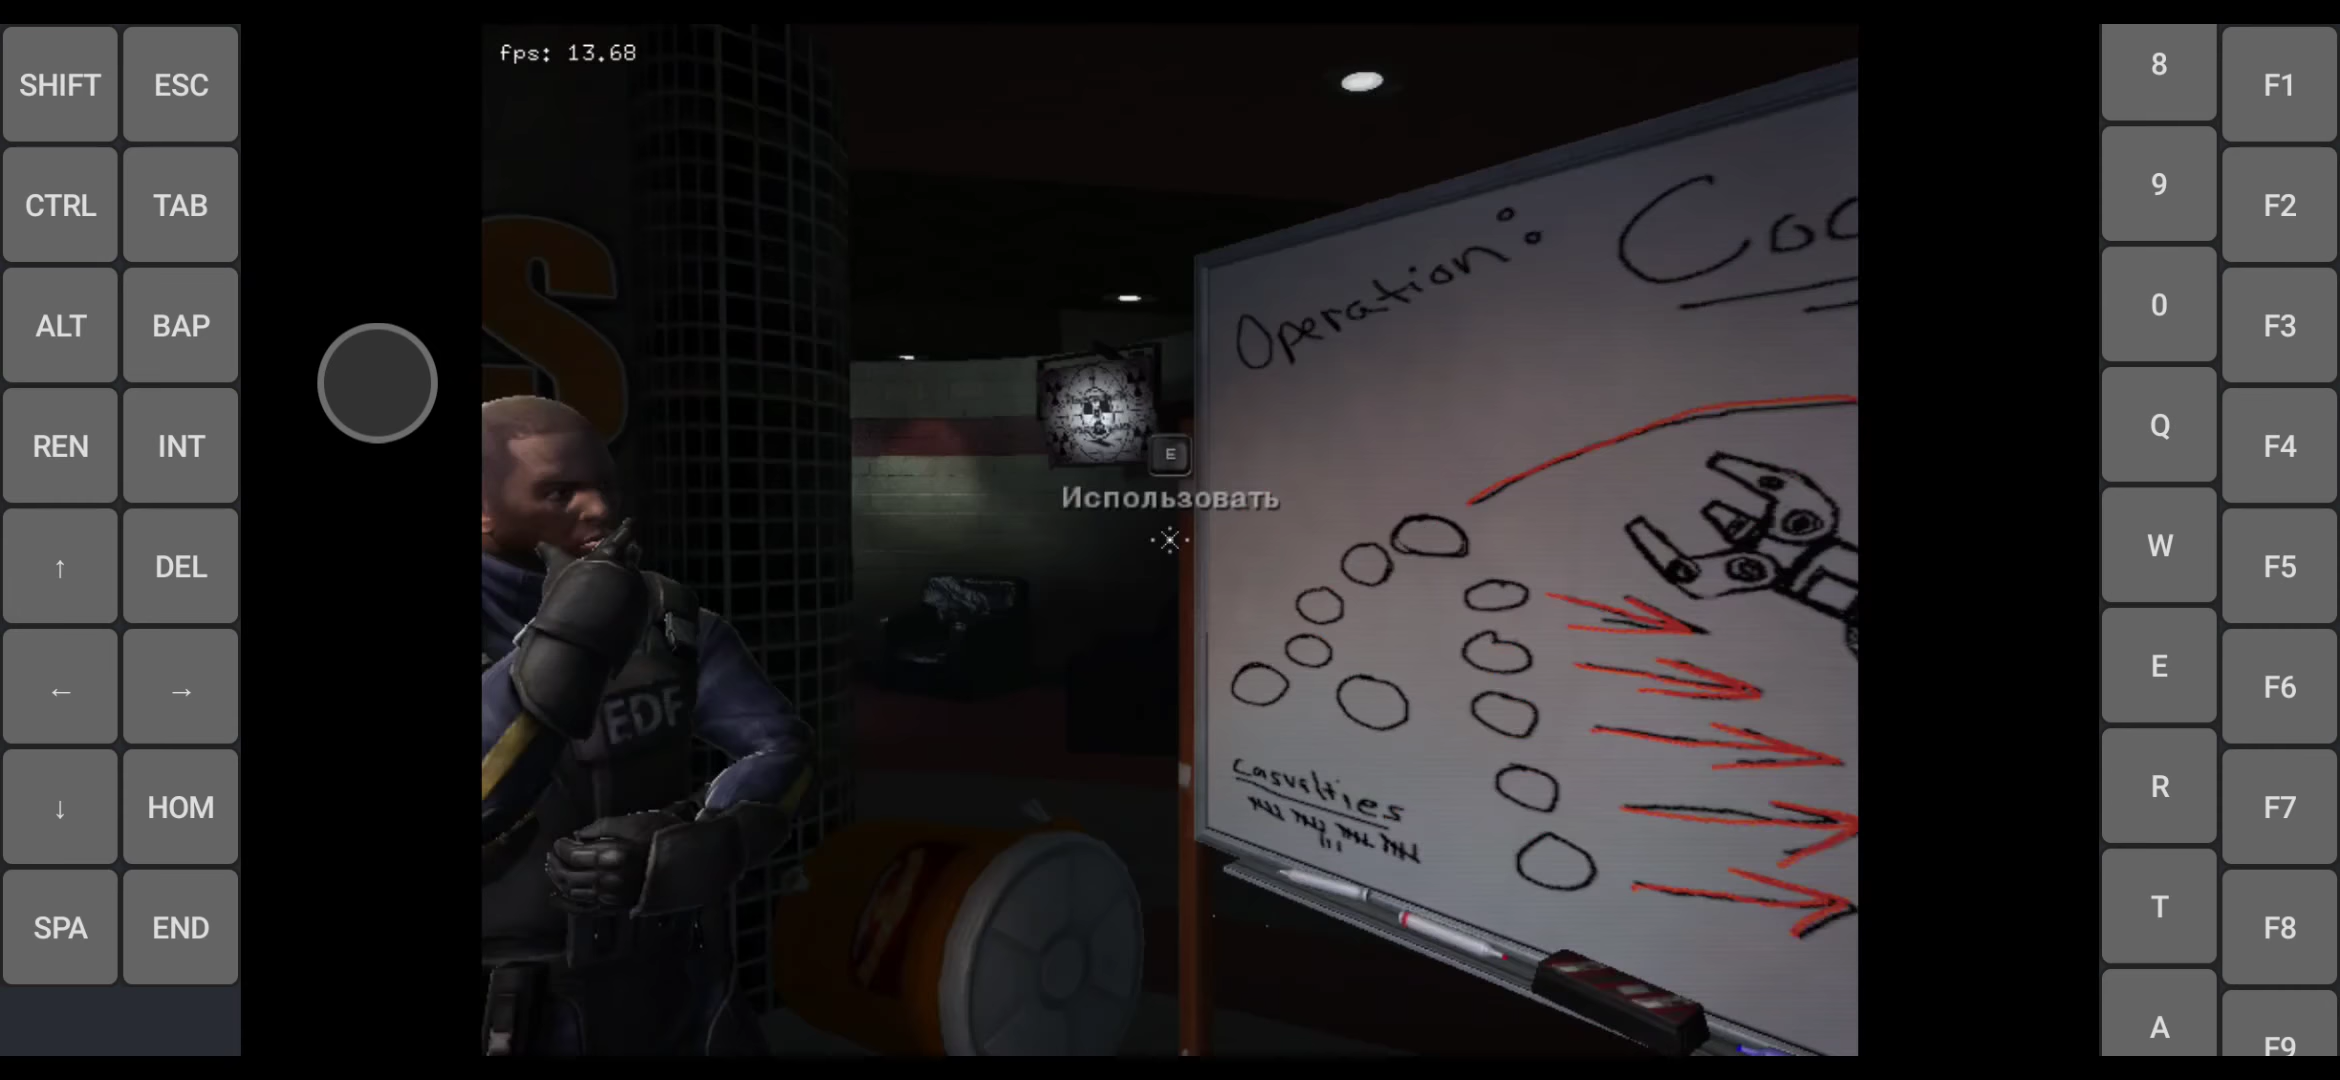 fps: 13.68
SHIFT
ESC
CTRL
TAB
ALT
BAP
REN
INT
↑
DEL
←
→
↓
HOM
SPA
END
S
EDF
E
Использовать
Operation:
Casualties
8
9
0
Q
W
E
R
T
A
F1
F2
F3
F4
F5
F6
F7
F8
F9